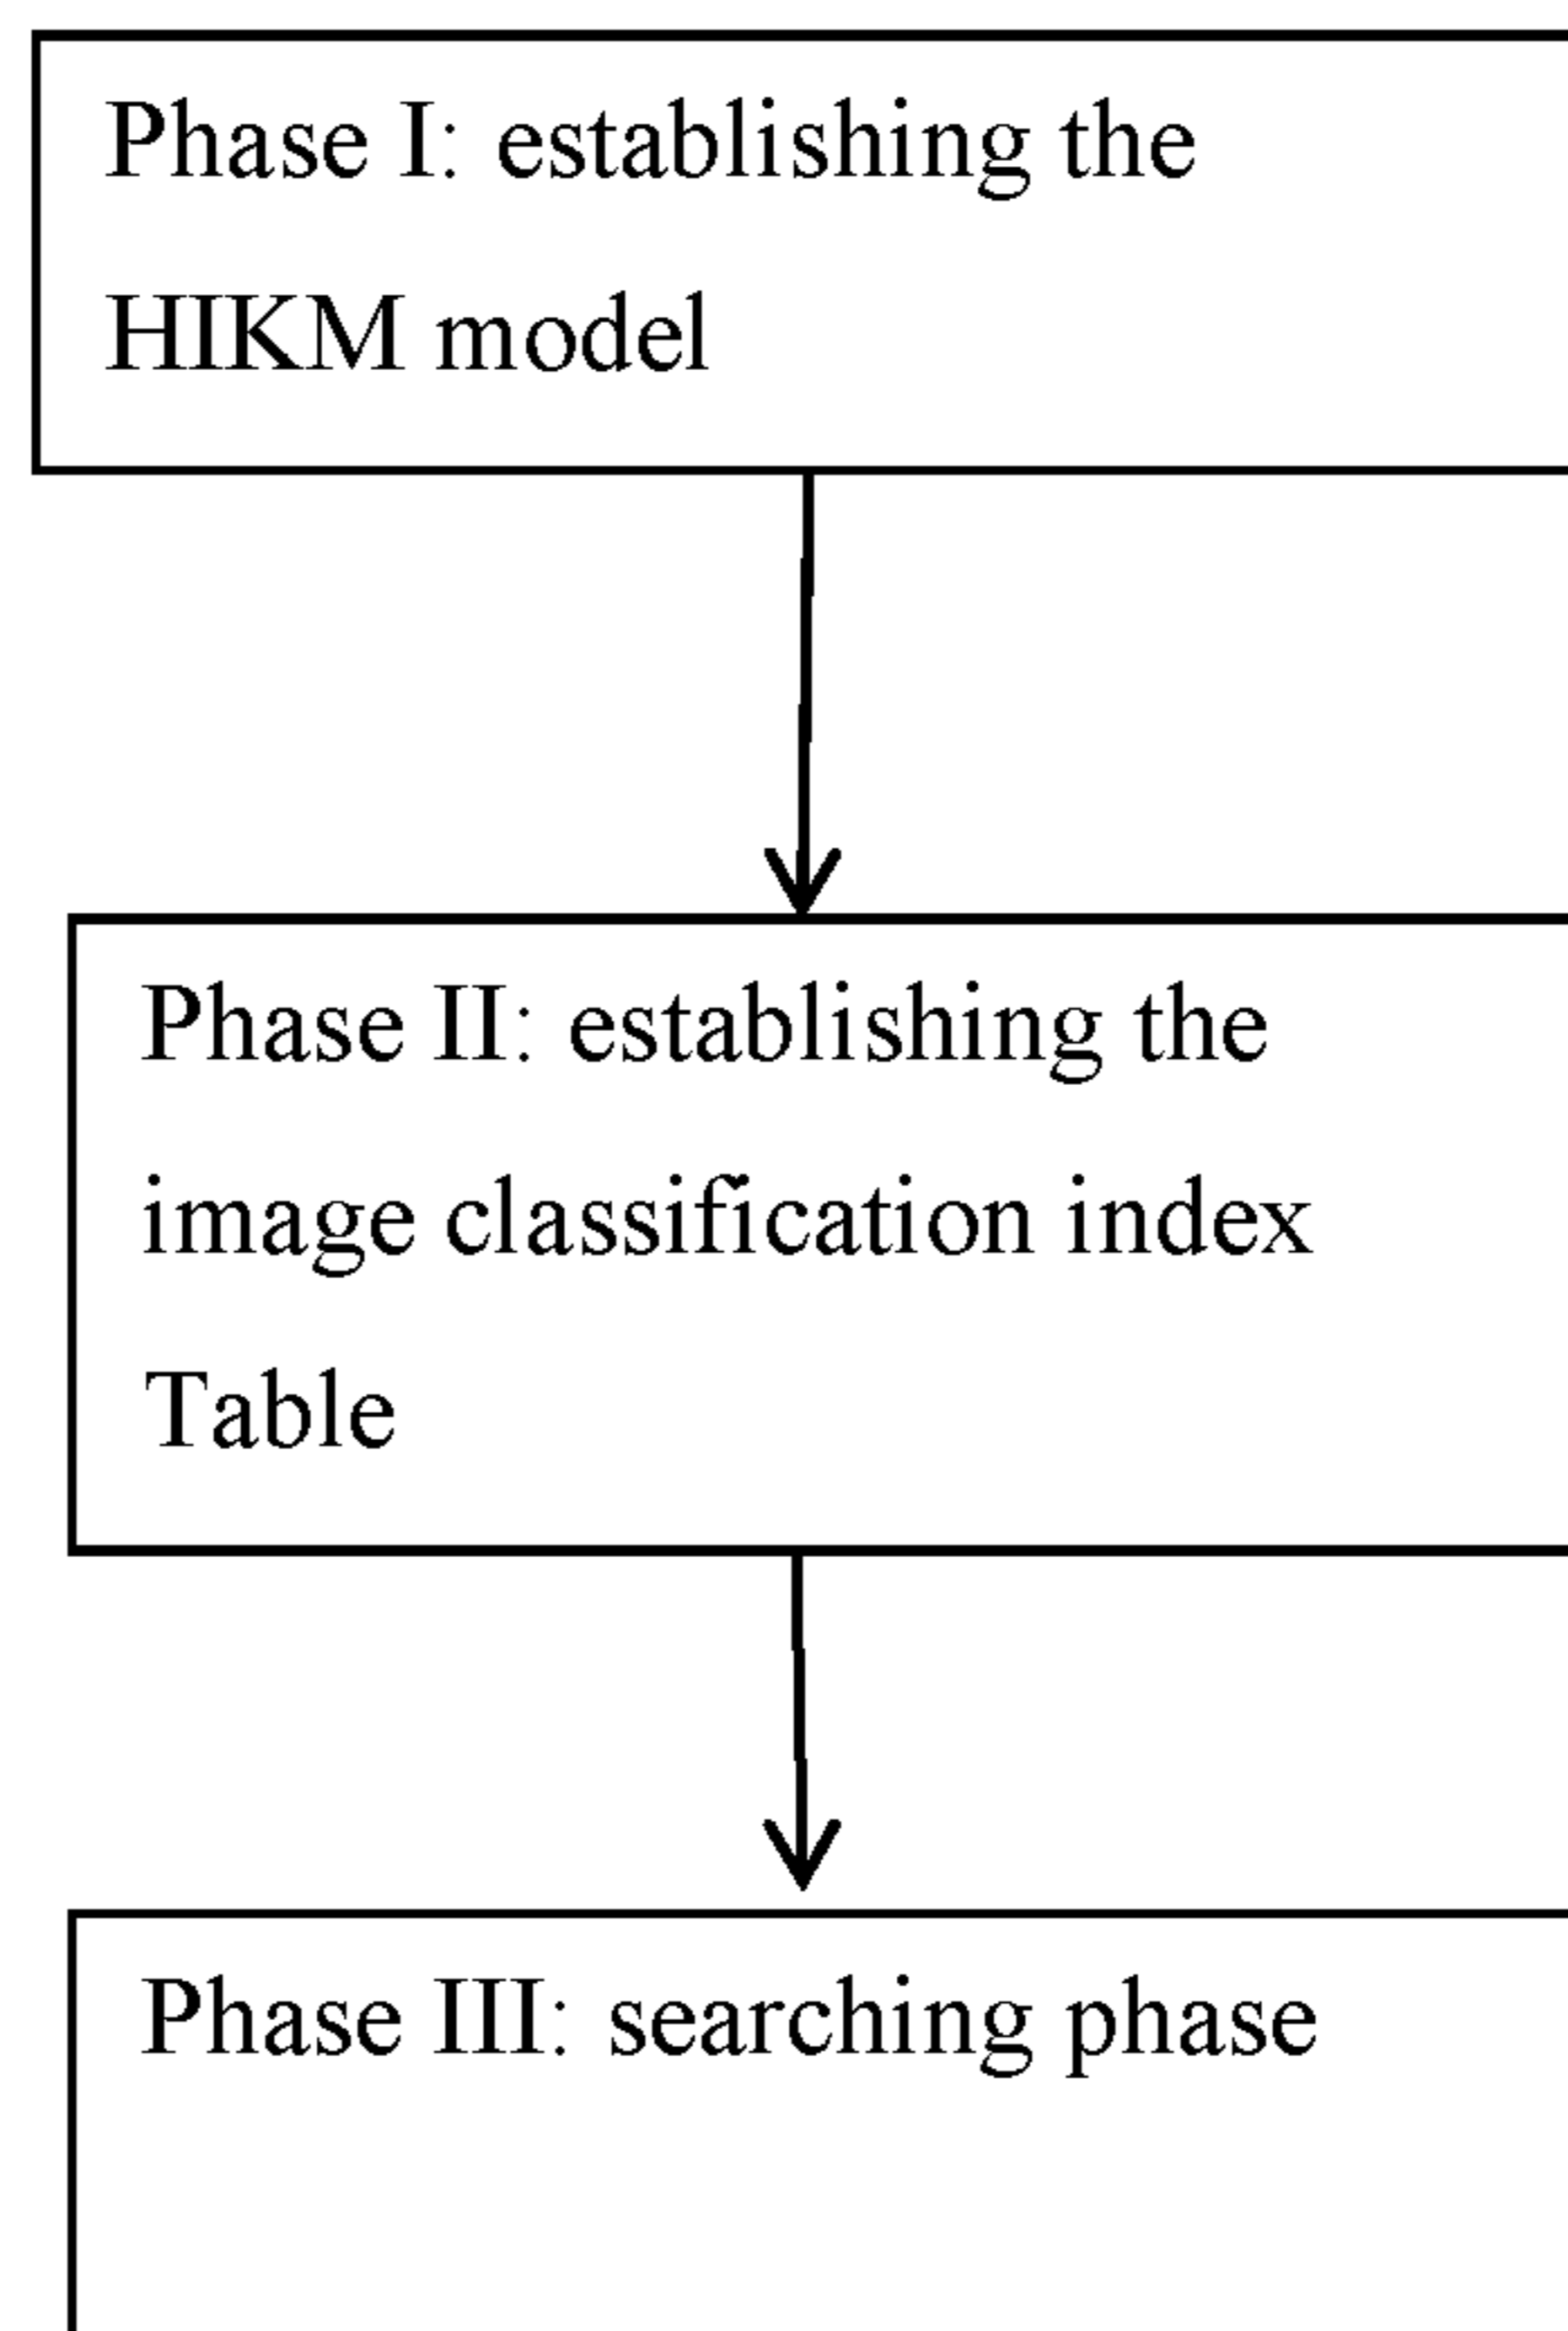 Phase I: establishing the
HIKM model
Phase II: establishing the
image classification index
Table
Phase III: searching phase